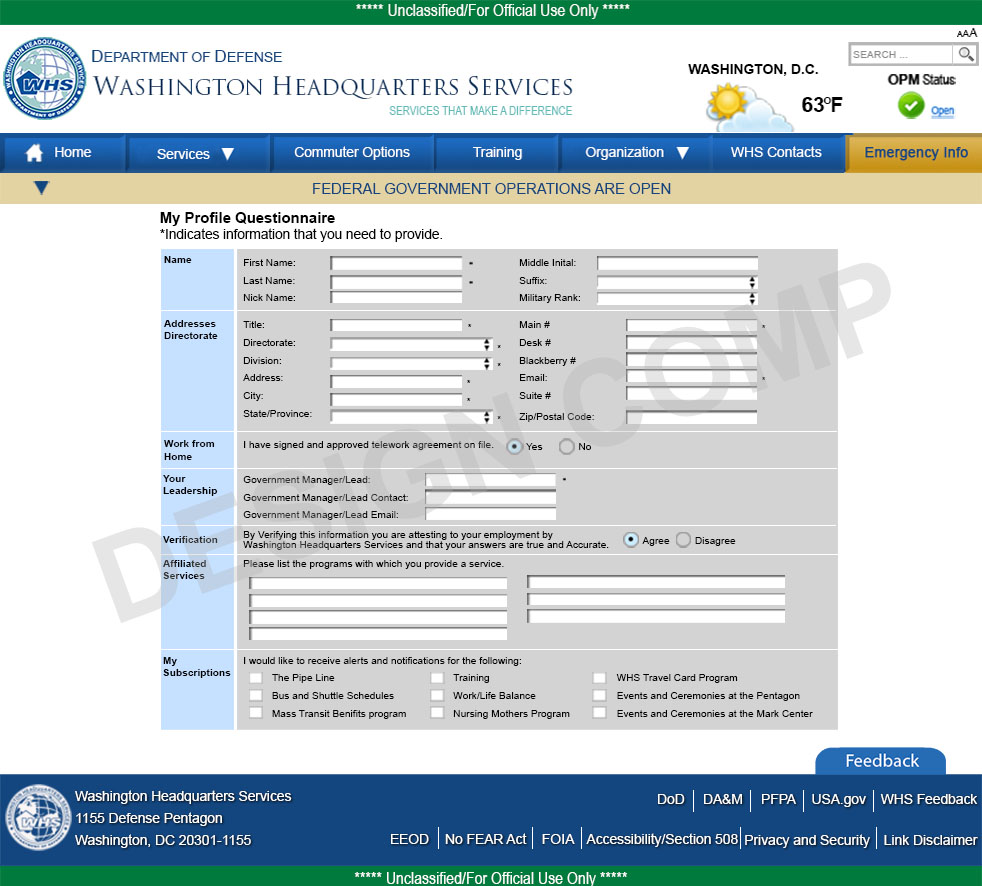 ***** Unclassified/For Official Use Only *****
AAA
SEARCH ...
DEPARTMENT OF DEFENSE
WASHINGTON HEADQUARTERS SERVICES
SERVICES THAT MAKE A DIFFERENCE
WHS
WASHINGTON, D.C.
63ºF
OPM Status
Open
Home
Services
Commuter Options
Training
Organization
WHS Contacts
Emergency Info
FEDERAL GOVERNMENT OPERATIONS ARE OPEN
My Profile Questionnaire
*Indicates information that you need to provide.
Name
First Name: *
Middle Inital:
Last Name: *
Suffix:
Nick Name:
Military Rank:
Addresses
Directorate
Title: *
Main # *
Directorate: *
Desk #
Division: *
Blackberry #
Address: *
Email: *
City: *
Suite #
State/Province: *
Zip/Postal Code:
Work from
Home
I have signed and approved telework agreement on file.
Yes
No
Your
Leadership
Government Manager/Lead: *
Government Manager/Lead Contact:
Government Manager/Lead Email:
Verification
By Verifying this information you are attesting to your employment by
Washington Headquarters Services and that your answers are true and Accurate.
Agree
Disagree
Affiliated
Services
Please list the programs with which you provide a service.
My
Subscriptions
I would like to receive alerts and notifications for the following:
The Pipe Line
Training
WHS Travel Card Program
Bus and Shuttle Schedules
Work/Life Balance
Events and Ceremonies at the Pentagon
Mass Transit Benifits program
Nursing Mothers Program
Events and Ceremonies at the Mark Center
DESIGN COMP
Feedback
WHS
Washington Headquarters Services
1155 Defense Pentagon
Washington, DC 20301-1155
DoD
DA&M
PFPA
USA.gov
WHS Feedback
EEOD
No FEAR Act
FOIA
Accessibility/Section 508
Privacy and Security
Link Disclaimer
***** Unclassified/For Official Use Only *****